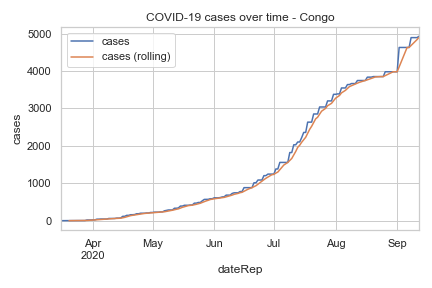 COVID-19 cases over time - Congo
cases
cases (rolling)
5000
4000
3000
2000
1000
0
cases
Apr
2020
May
Jun
Jul
Aug
Sep
dateRep